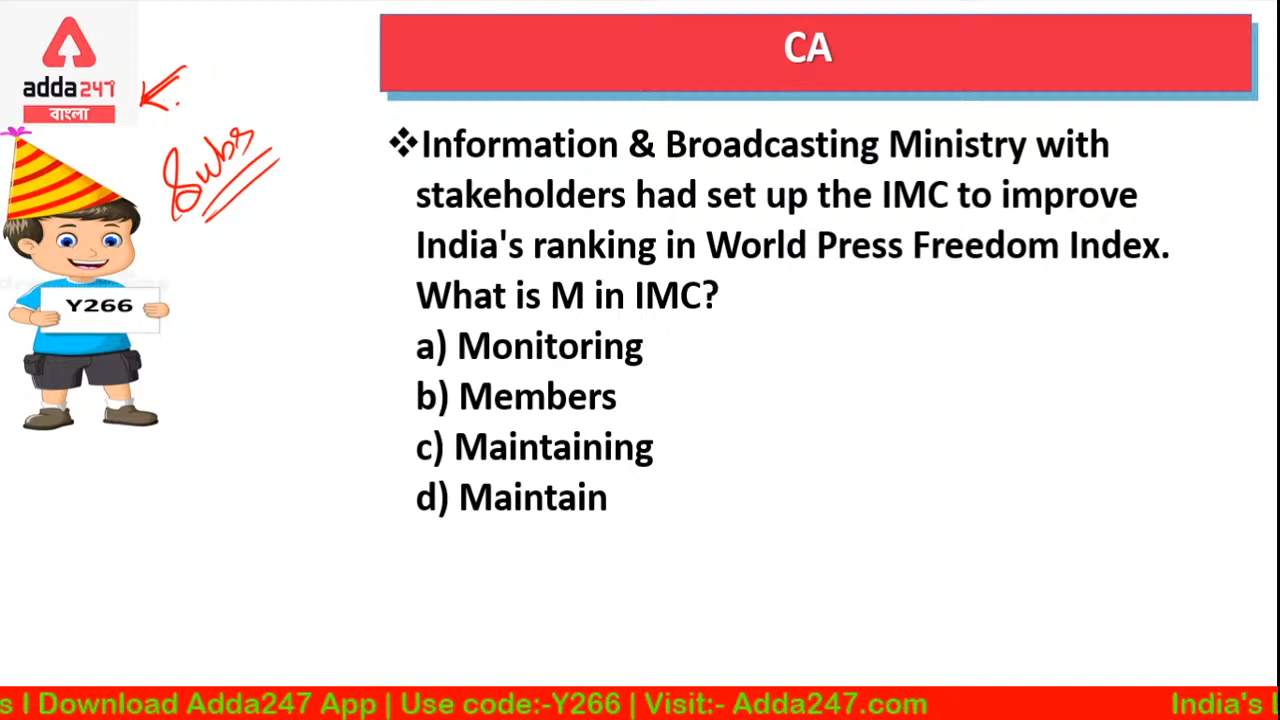 adda247
বাংলা
CA
Subs
Y266
❖Information & Broadcasting Ministry with
stakeholders had set up the IMC to improve
India's ranking in World Press Freedom Index.
What is M in IMC?
a) Monitoring
b) Members
c) Maintaining
d) Maintain
s I Download Adda247 App | Use code:-Y266 | Visit:- Adda247.com
India's